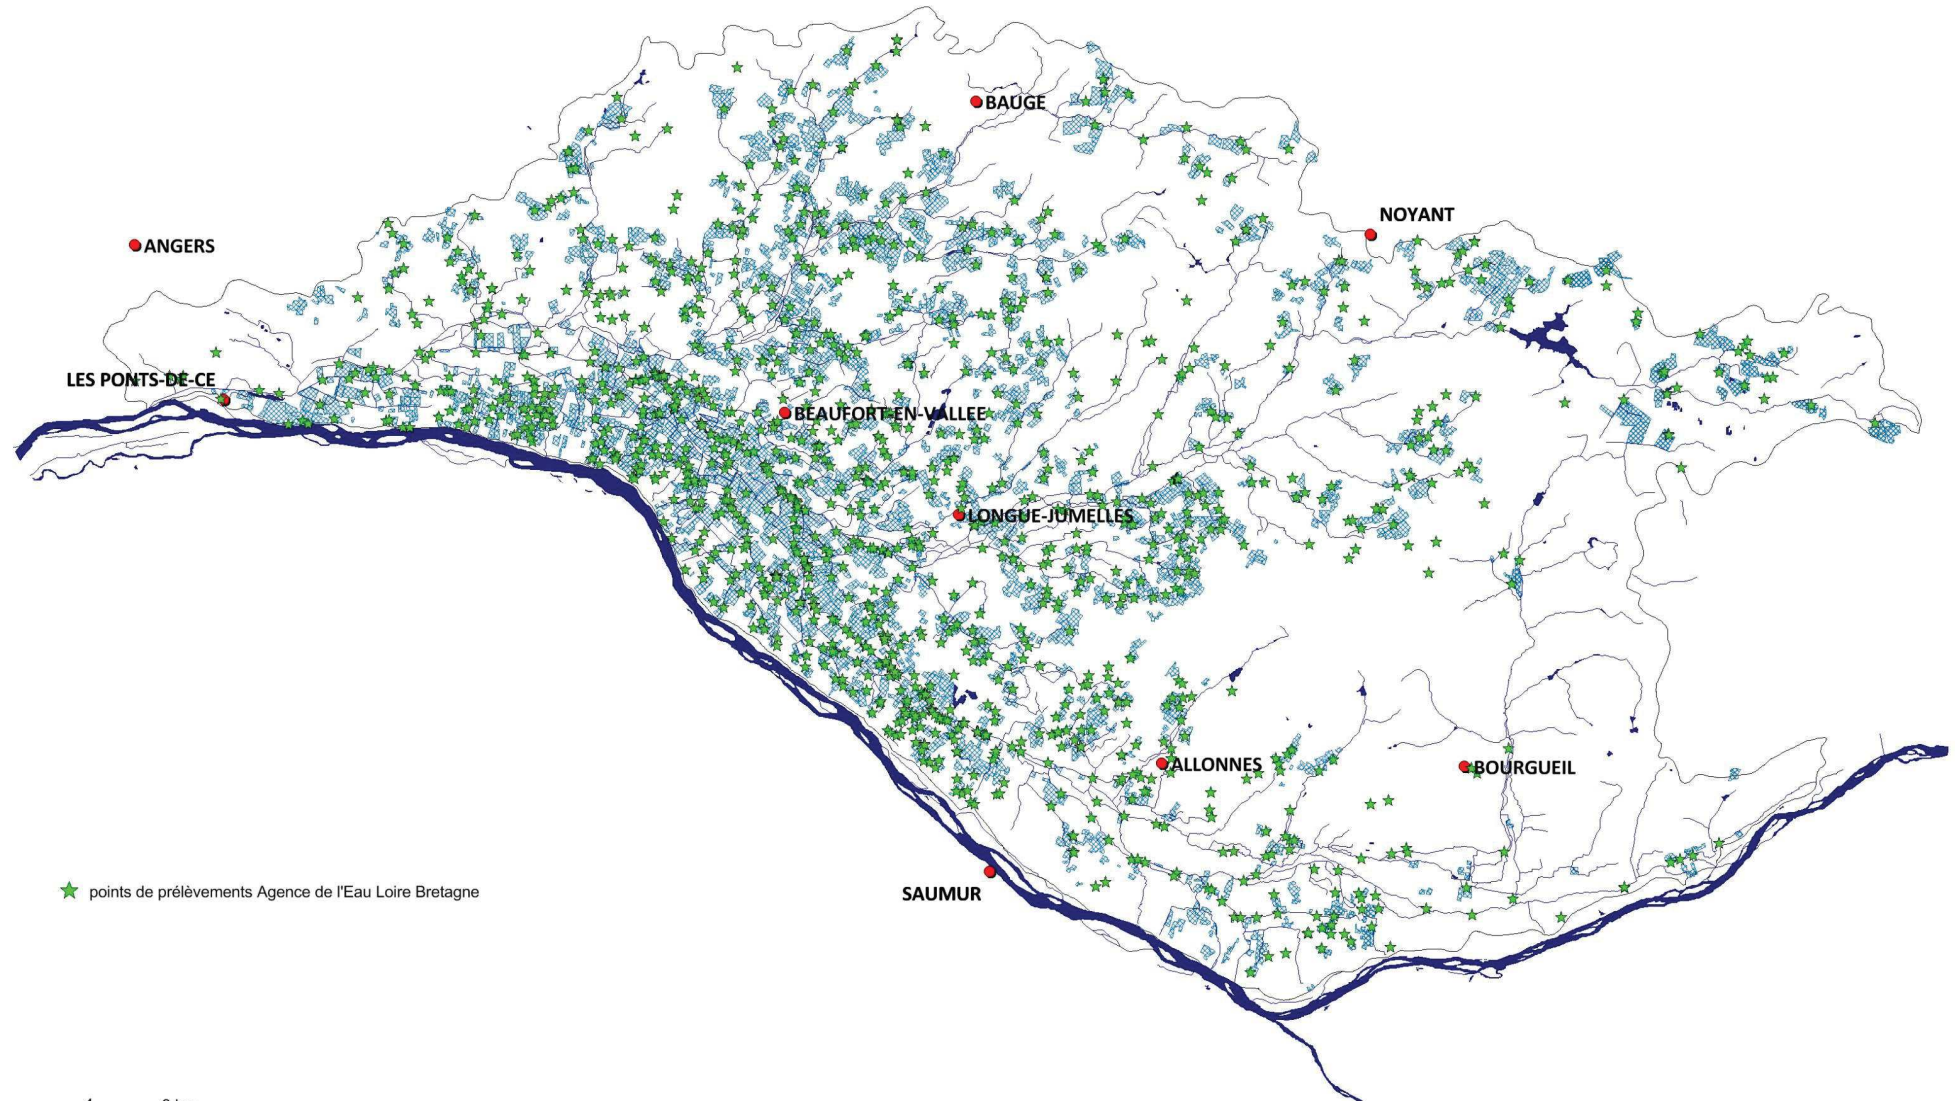 BAUGE
NOYANT
ANGERS
LES PONTS-DE-CE
BEAUFORT-EN-VALLEE
LONGUE-JUMELLES
ALLONNES
BOURGUEIL
SAUMUR
points de prélèvements Agence de l'Eau Loire Bretagne